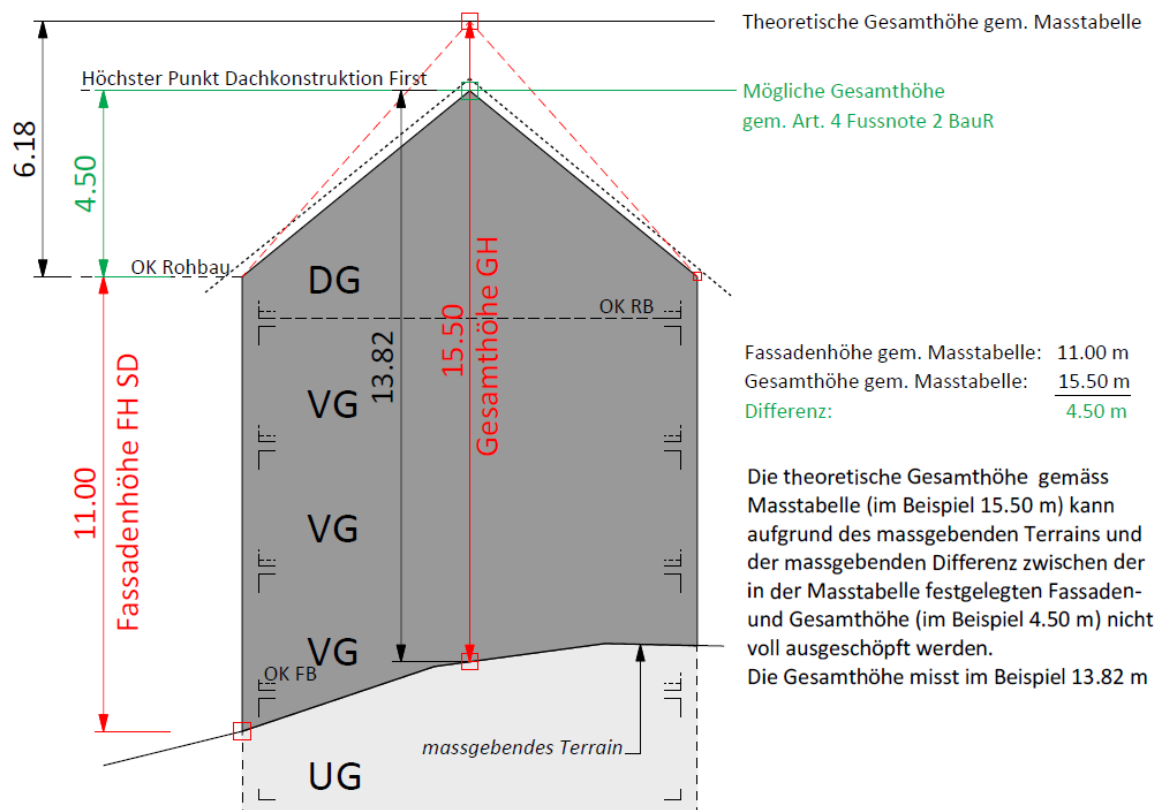 Theoretische Gesamthöhe gem. Masstabelle
Höchster Punkt Dachkonstruktion First
Mögliche Gesamthöhe
gem. Art. 4 Fussnote 2 BauR
6.18
4.50
OK Rohbau
DG
OK RB
15.50
Gesamthöhe GH
13.82
11.00
Fassadenhöhe FH SD
VG
VG
VG
OK FB
massgebendes Terrain
UG
Fassadenhöhe gem. Masstabelle: 11.00 m
Gesamthöhe gem. Masstabelle: 15.50 m
Differenz: 4.50 m
Die theoretische Gesamthöhe gemäss
Masstabelle (im Beispiel 15.50 m) kann
aufgrund des massgebenden Terrains und
der massgebenden Differenz zwischen der
in der Masstabelle festgelegten Fassaden-
und Gesamthöhe (im Beispiel 4.50 m) nicht
voll ausgeschöpft werden.
Die Gesamthöhe misst im Beispiel 13.82 m